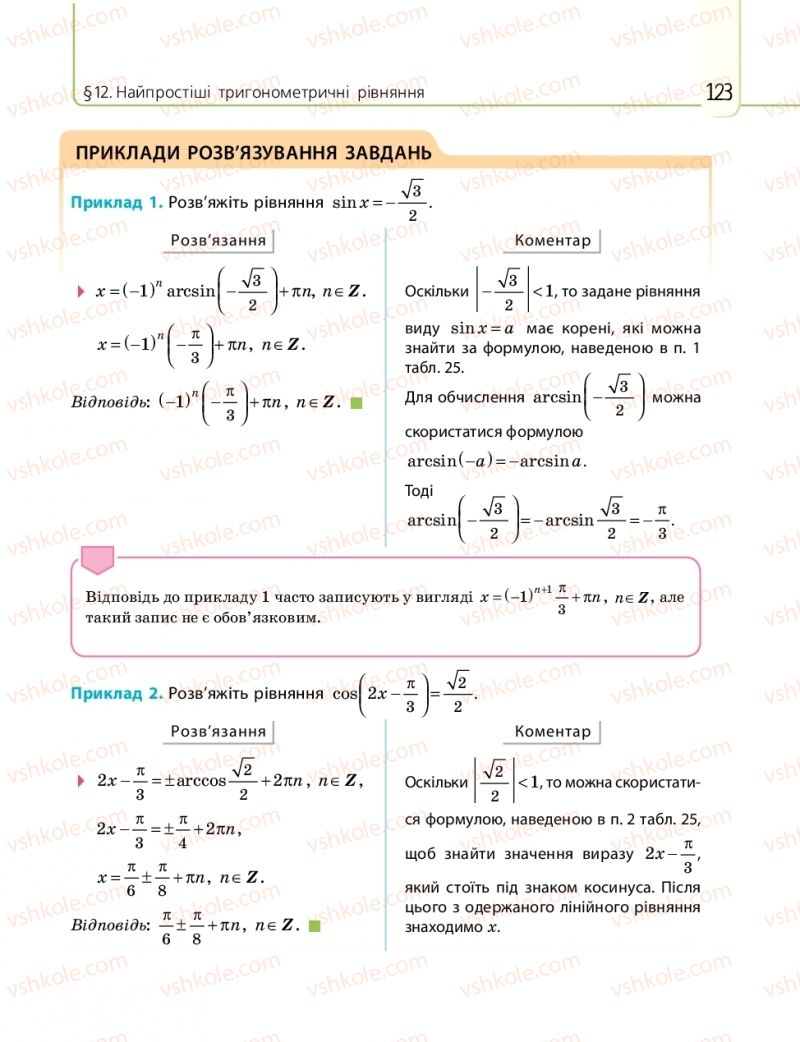 § 12. Найпростіші тригонометричні рівняння
123
ПРИКЛАДИ РОЗВ’ЯЗУВАННЯ ЗАВДАНЬ
Приклад 1. Розв’яжіть рівняння sin x = −√3/2.
Розв’язання
x = (−1)ⁿ arcsin(−√3/2) + πn, n ∈ Z.
x = (−1)ⁿ(−π/3) + πn, n ∈ Z.
Відповідь: (−1)ⁿ(−π/3) + πn, n ∈ Z.
Коментар
Оскільки |−√3/2| < 1, то задане рівняння
виду sin x = a має корені, які можна
знайти за формулою, наведеною в п. 1
табл. 25.
Для обчислення arcsin(−√3/2) можна
скористатися формулою
arcsin(−a) = −arcsin a.
Тоді
arcsin(−√3/2) = −arcsin √3/2 = −π/3.
Відповідь до прикладу 1 часто записують у вигляді x = (−1)ⁿ⁺¹ π/3 + πn, n ∈ Z, але
такий запис не є обов’язковим.
Приклад 2. Розв’яжіть рівняння cos(2x − π/3) = √2/2.
Розв’язання
2x − π/3 = ±arccos √2/2 + 2πn, n ∈ Z,
2x − π/3 = ±π/4 + 2πn,
x = π/6 ± π/8 + πn, n ∈ Z.
Відповідь: π/6 ± π/8 + πn, n ∈ Z.
Коментар
Оскільки |√2/2| < 1, то можна скористати-
ся формулою, наведеною в п. 2 табл. 25,
щоб знайти значення виразу 2x − π/3,
який стоїть під знаком косинуса. Після
цього з одержаного лінійного рівняння
знаходимо x.
vshkole.com